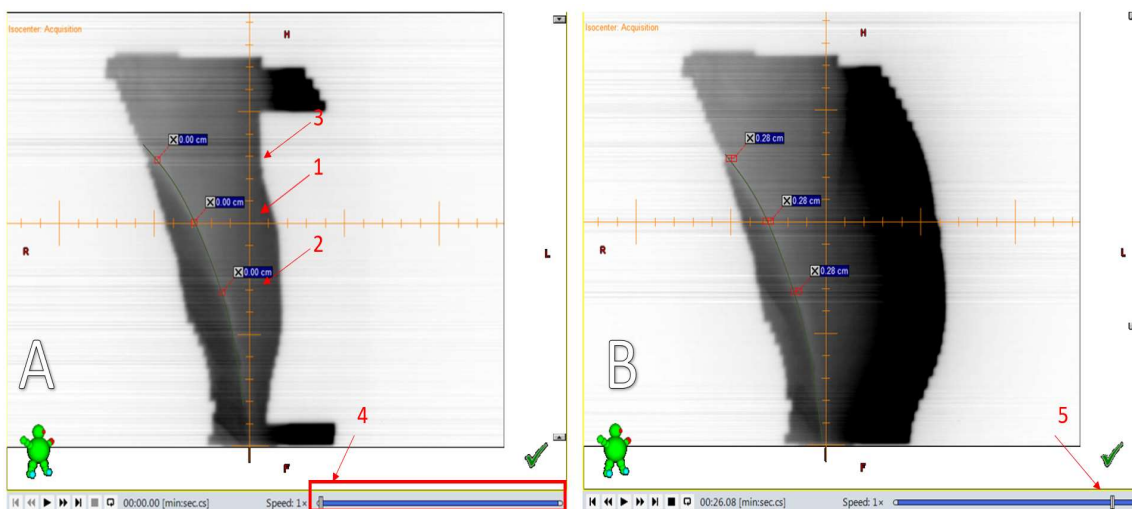 Isocenter: Acquisition
H
3
X 0.00 cm
1
X 0.00 cm
R
2
L
X 0.00 cm
A
4
F
00:00.00 [min:sec.cs]
Speed: 1×
Isocenter: Acquisition
H
X 0.28 cm
X 0.28 cm
R
L
X 0.28 cm
B
5
F
00:26.08 [min:sec.cs]
Speed: 1×